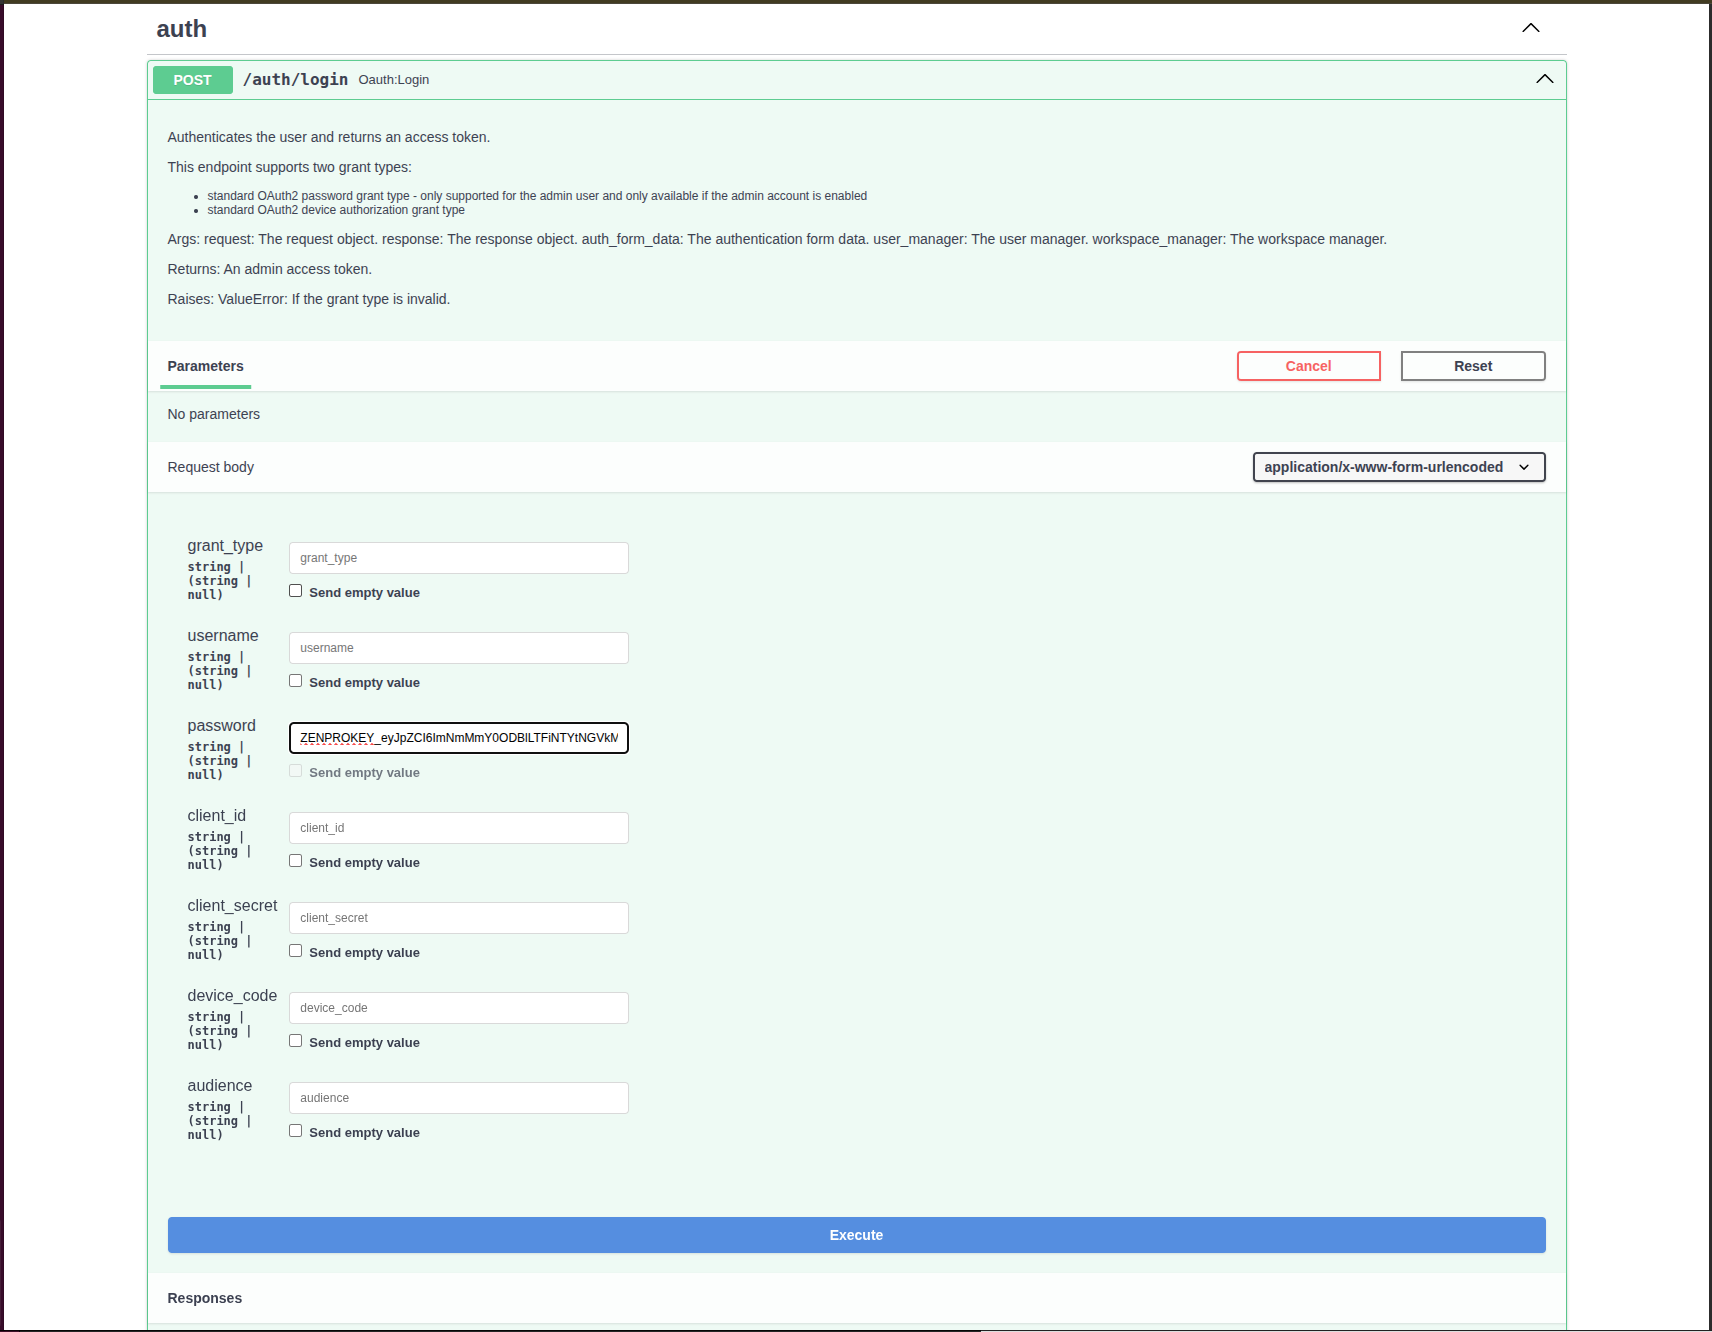 auth
POST /auth/login Oauth:Login
Authenticates the user and returns an access token.
This endpoint supports two grant types:
• standard OAuth2 password grant type - only supported for the admin user and only available if the admin account is enabled
• standard OAuth2 device authorization grant type
Args: request: The request object. response: The response object. auth_form_data: The authentication form data. user_manager: The user manager. workspace_manager: The workspace manager.
Returns: An admin access token.
Raises: ValueError: If the grant type is invalid.
Parameters
Cancel
Reset
No parameters
Request body
application/x-www-form-urlencoded
grant_type
string |
(string |
null)
grant_type
Send empty value
username
string |
(string |
null)
username
Send empty value
password
string |
(string |
null)
ZENPROKEY_eyJpZCI6ImNmMmY0ODBlLTFiNTYtNGVkM
Send empty value
client_id
string |
(string |
null)
client_id
Send empty value
client_secret
string |
(string |
null)
client_secret
Send empty value
device_code
string |
(string |
null)
device_code
Send empty value
audience
string |
(string |
null)
audience
Send empty value
Execute
Responses